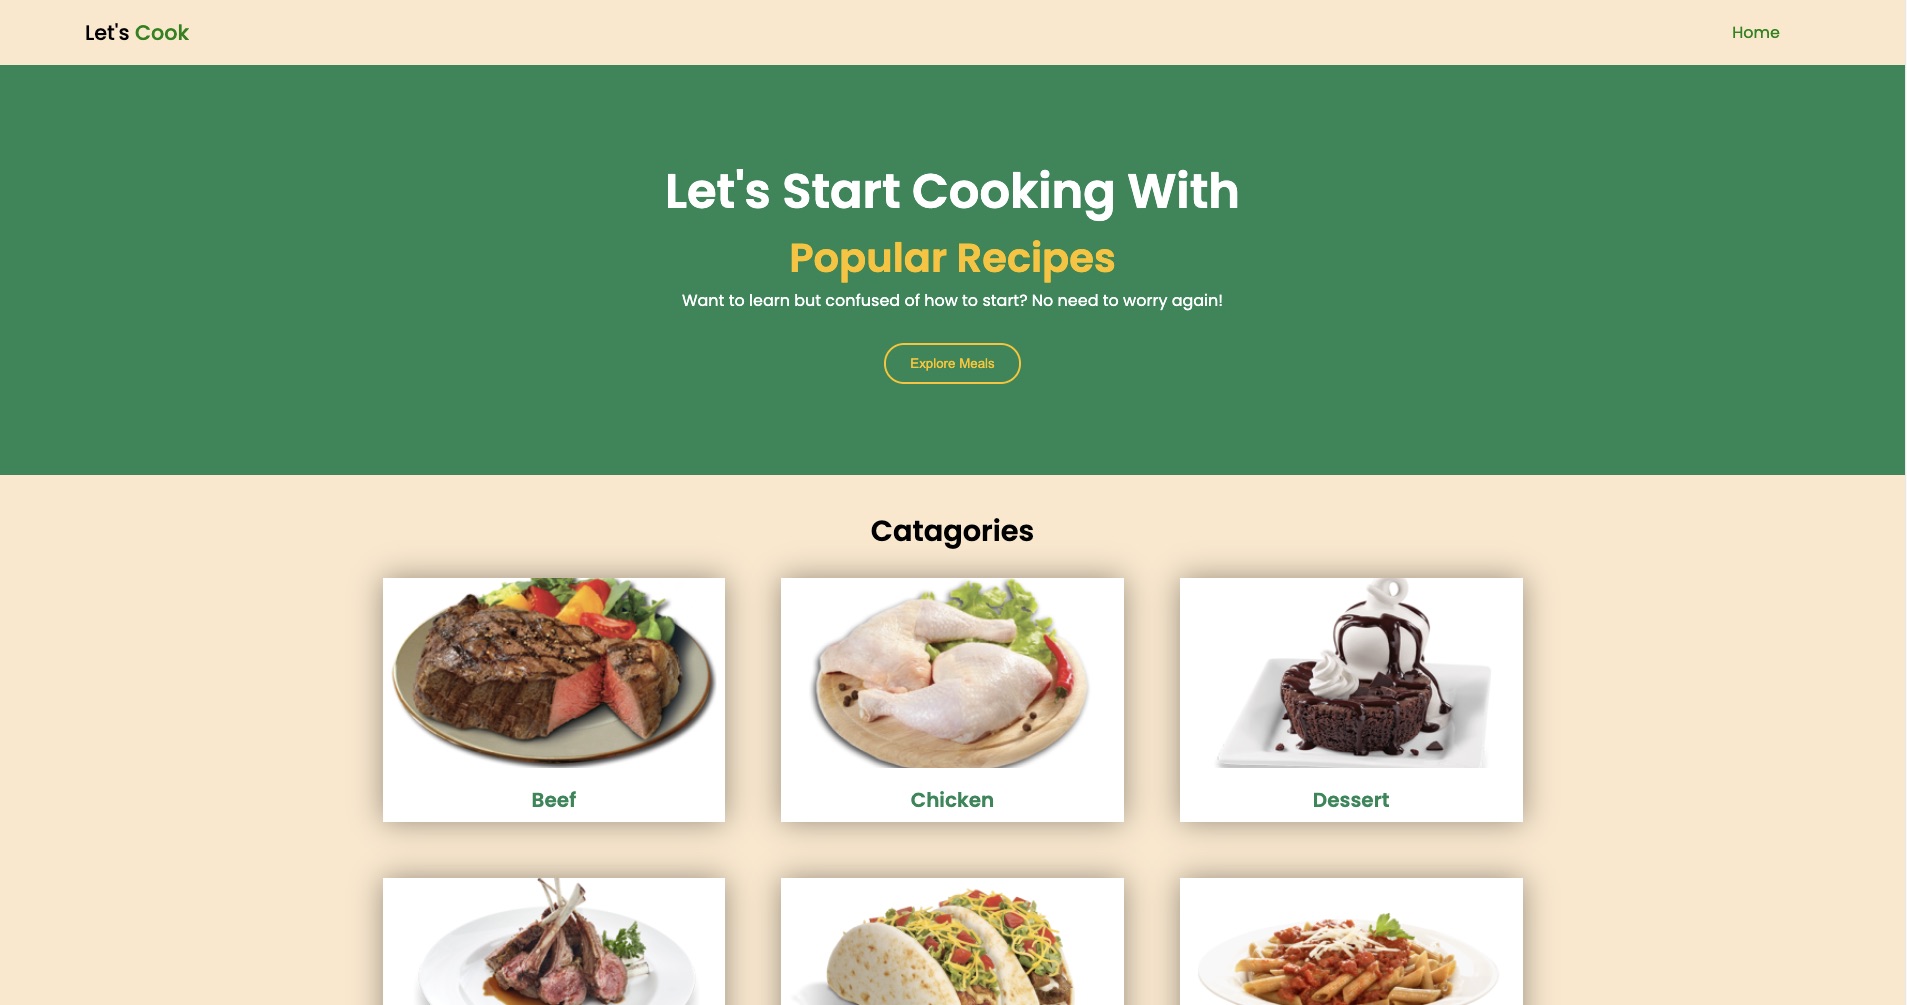 Let's Cook
Home
Let's Start Cooking With
Popular Recipes
Want to learn but confused of how to start? No need to worry again!
Explore Meals
Catagories
Beef
Chicken
Dessert